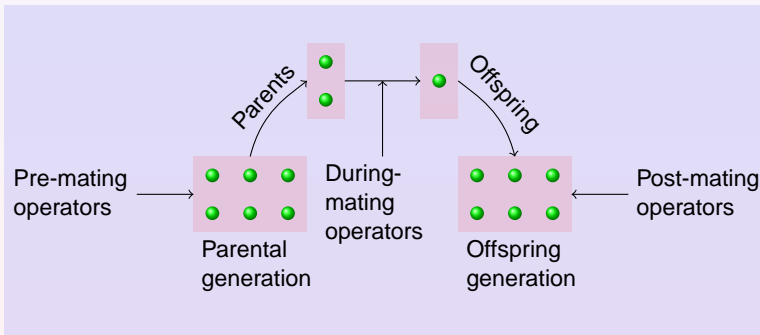 Parents
Offspring
Pre-mating
operators
During-
mating
operators
Post-mating
operators
Parental
generation
Offspring
generation